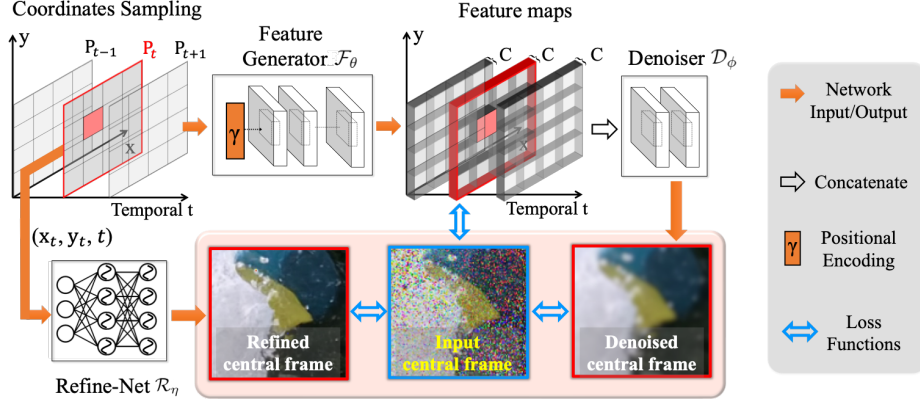 Coordinates Sampling
y
P_{t-1}
P_t
P_{t+1}
x
Temporal t
(x_t, y_t, t)
Refine-Net R_η
Feature
Generator F_θ
γ
Feature maps
y
C
C
C
x
Temporal t
Denoiser D_ϕ
Refined
central frame
Input
central frame
Denoised
central frame
Network
Input/Output
Concatenate
γ
Positional
Encoding
Loss
Functions